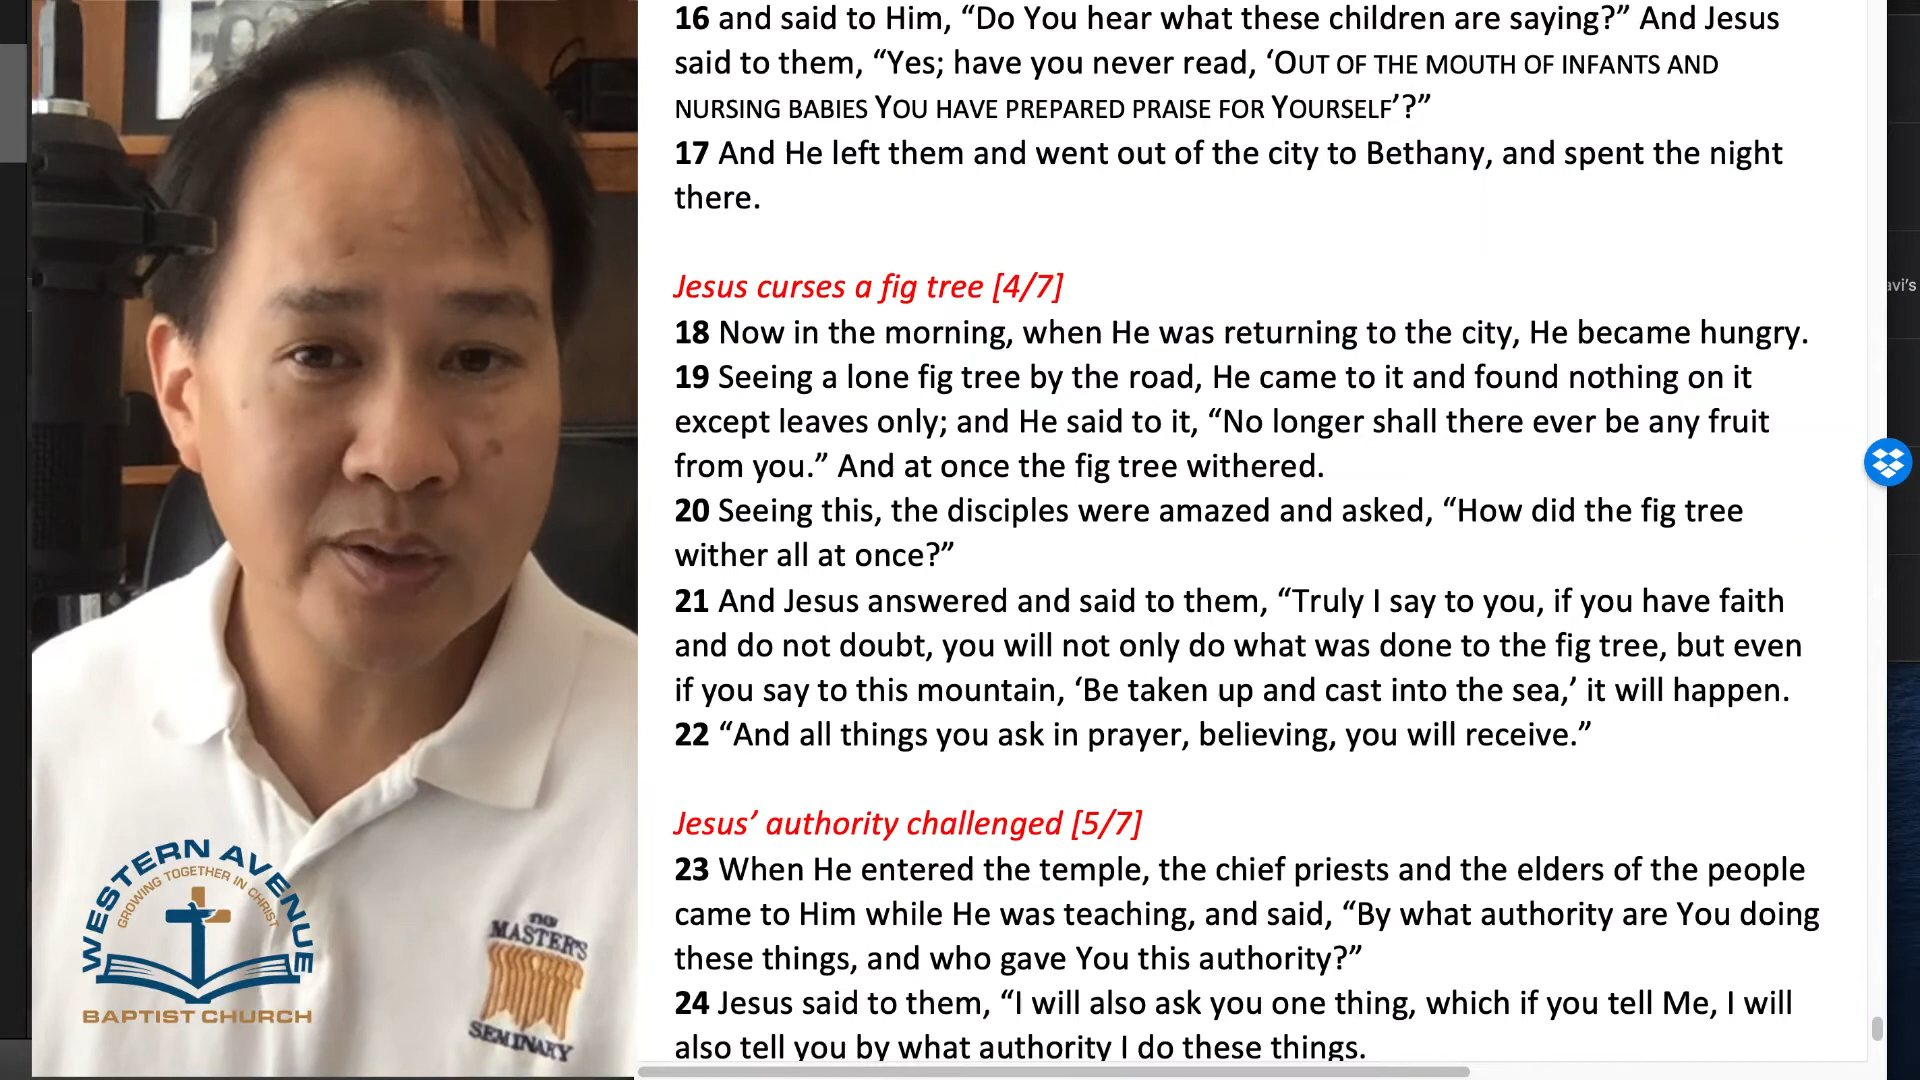 16 and said to Him, “Do You hear what these children are saying?” And Jesus
said to them, “Yes; have you never read, ‘OUT OF THE MOUTH OF INFANTS AND
NURSING BABIES YOU HAVE PREPARED PRAISE FOR YOURSELF’?”
17 And He left them and went out of the city to Bethany, and spent the night
there.
Jesus curses a fig tree [4/7]
18 Now in the morning, when He was returning to the city, He became hungry.
19 Seeing a lone fig tree by the road, He came to it and found nothing on it
except leaves only; and He said to it, “No longer shall there ever be any fruit
from you.” And at once the fig tree withered.
20 Seeing this, the disciples were amazed and asked, “How did the fig tree
wither all at once?”
21 And Jesus answered and said to them, “Truly I say to you, if you have faith
and do not doubt, you will not only do what was done to the fig tree, but even
if you say to this mountain, ‘Be taken up and cast into the sea,’ it will happen.
22 “And all things you ask in prayer, believing, you will receive.”
Jesus’ authority challenged [5/7]
23 When He entered the temple, the chief priests and the elders of the people
came to Him while He was teaching, and said, “By what authority are You doing
these things, and who gave You this authority?”
24 Jesus said to them, “I will also ask you one thing, which if you tell Me, I will
also tell you by what authority I do these things.
WESTERN AVENUE
GROWING TOGETHER IN CHRIST
BAPTIST CHURCH
THE
MASTER'S
SEMINARY